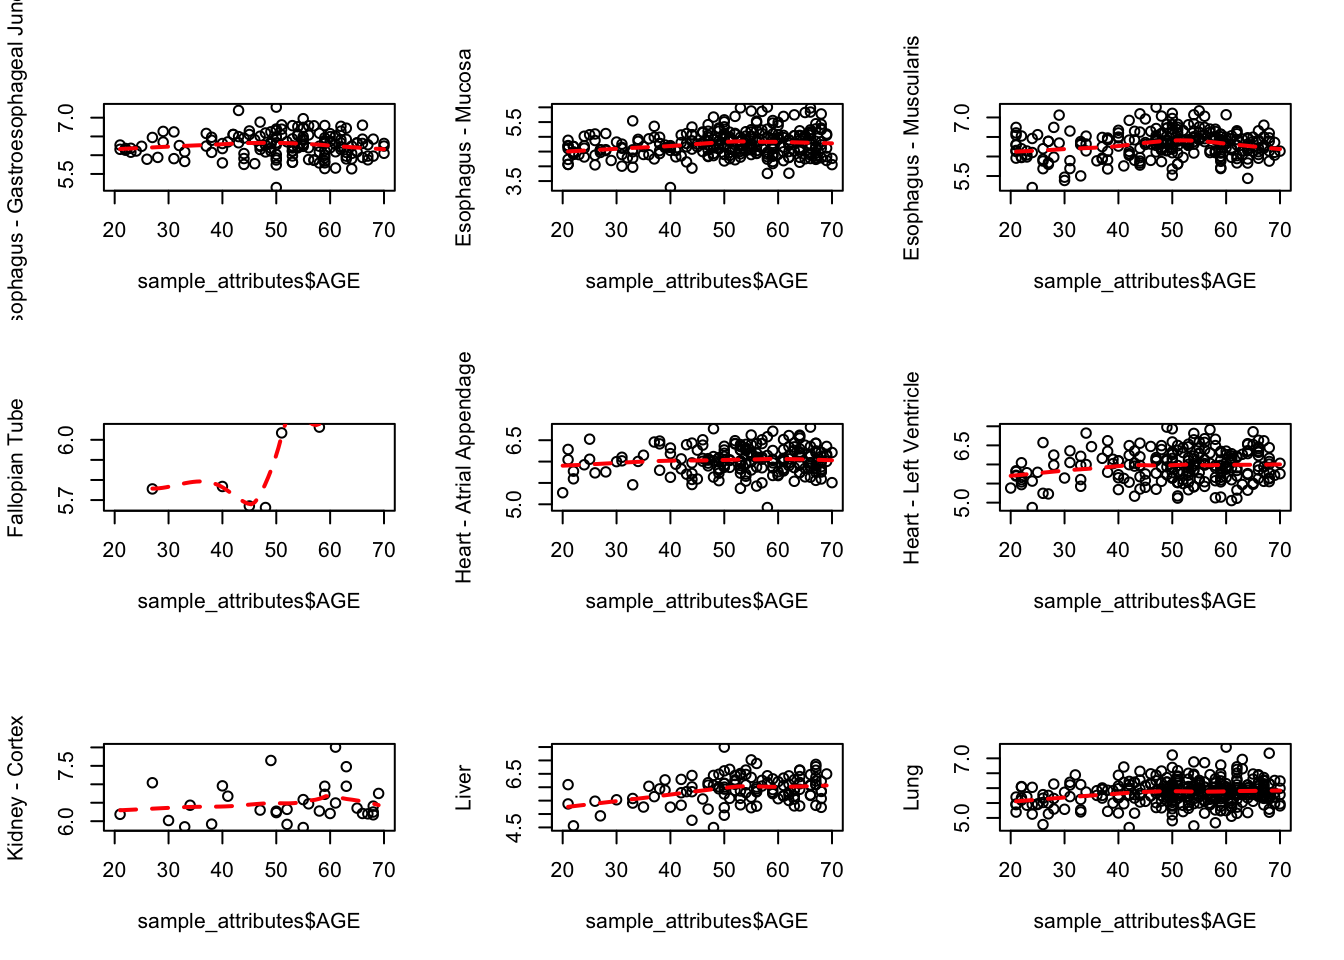 sophagus - Gastroesophageal Junc
7.0
5.5
20 30 40 50 60 70
sample_attributes$AGE
Esophagus - Mucosa
5.5
3.5
20 30 40 50 60 70
sample_attributes$AGE
Esophagus - Muscularis
7.0
5.5
20 30 40 50 60 70
sample_attributes$AGE
Fallopian Tube
6.0
5.7
20 30 40 50 60 70
sample_attributes$AGE
Heart - Atrial Appendage
6.5
5.0
20 30 40 50 60 70
sample_attributes$AGE
Heart - Left Ventricle
6.5
5.0
20 30 40 50 60 70
sample_attributes$AGE
Kidney - Cortex
7.5
6.0
20 30 40 50 60 70
sample_attributes$AGE
Liver
6.5
4.5
20 30 40 50 60 70
sample_attributes$AGE
Lung
7.0
5.0
20 30 40 50 60 70
sample_attributes$AGE